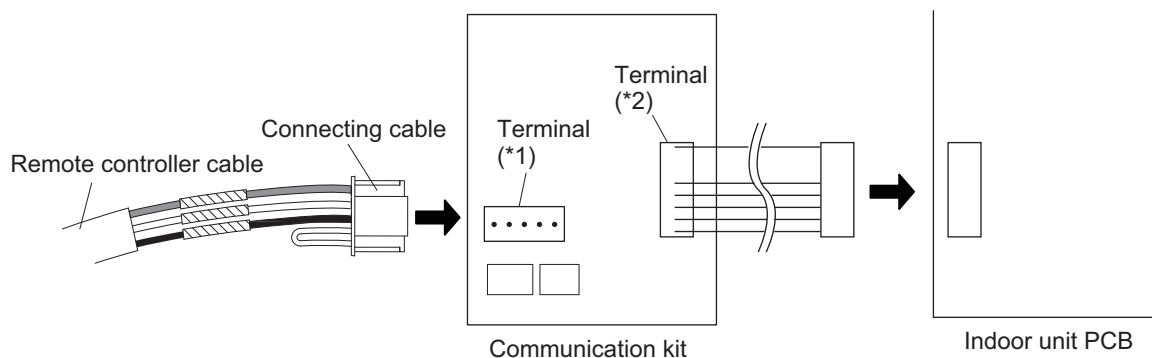 Remote controller cable
Connecting cable
Terminal
(*1)
Terminal
(*2)
Communication kit
Indoor unit PCB